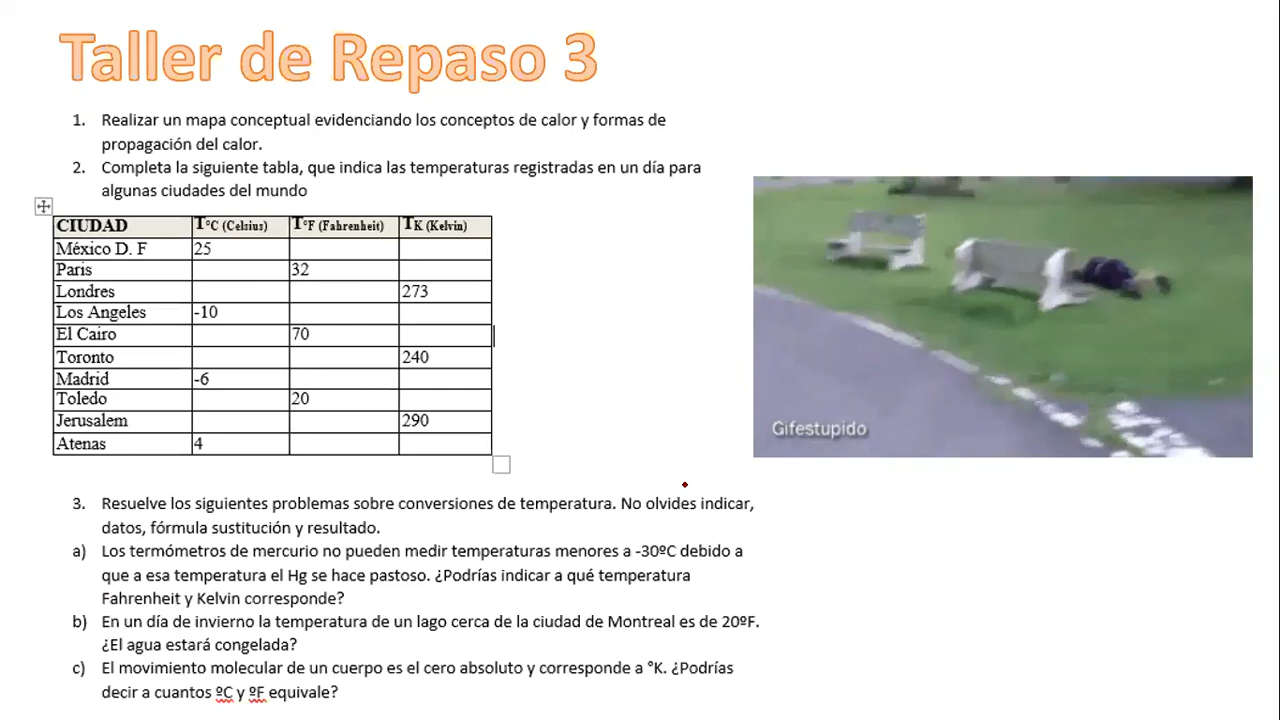 Taller de Repaso 3
1. Realizar un mapa conceptual evidenciando los conceptos de calor y formas de
propagación del calor.
2. Completa la siguiente tabla, que indica las temperaturas registradas en un día para
algunas ciudades del mundo
CIUDAD T°C (Celsius) T°F (Fahrenheit) TK (Kelvin)
México D. F 25
Paris 32
Londres 273
Los Angeles -10
El Cairo 70
Toronto 240
Madrid -6
Toledo 20
Jerusalem 290
Atenas 4
Gifestupido
3. Resuelve los siguientes problemas sobre conversiones de temperatura. No olvides indicar,
datos, fórmula sustitución y resultado.
a) Los termómetros de mercurio no pueden medir temperaturas menores a -30ºC debido a
que a esa temperatura el Hg se hace pastoso. ¿Podrías indicar a qué temperatura
Fahrenheit y Kelvin corresponde?
b) En un día de invierno la temperatura de un lago cerca de la ciudad de Montreal es de 20ºF.
¿El agua estará congelada?
c) El movimiento molecular de un cuerpo es el cero absoluto y corresponde a °K. ¿Podrías
decir a cuantos ºC y ºF equivale?